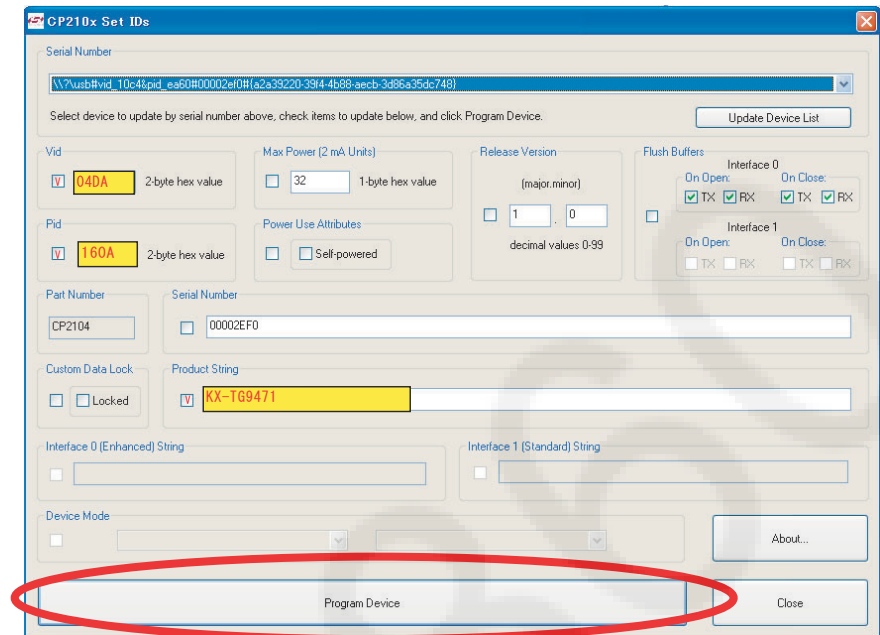 CP210x Set IDs
Serial Number
\\?\usb#vid_10c4&pid_ea60#00002ef0#{a2a39220-39f4-4b88-aecb-3d86a35dc748}
Select device to update by serial number above, check items to update below, and click Program Device.
Update Device List
Vid
V 04DA 2-byte hex value
Max Power (2 mA Units)
32 1-byte hex value
Release Version
(major.minor)
1 . 0
decimal values 0-99
Flush Buffers
Interface 0
On Open: On Close:
TX RX TX RX
Interface 1
On Open: On Close:
TX RX TX RX
Pid
V 160A 2-byte hex value
Power Use Attributes
Self-powered
Part Number
CP2104
Serial Number
00002EF0
Custom Data Lock
Locked
Product String
V KX-TG9471
Interface 0 (Enhanced) String
Interface 1 (Standard) String
Device Mode
About...
Program Device
Close